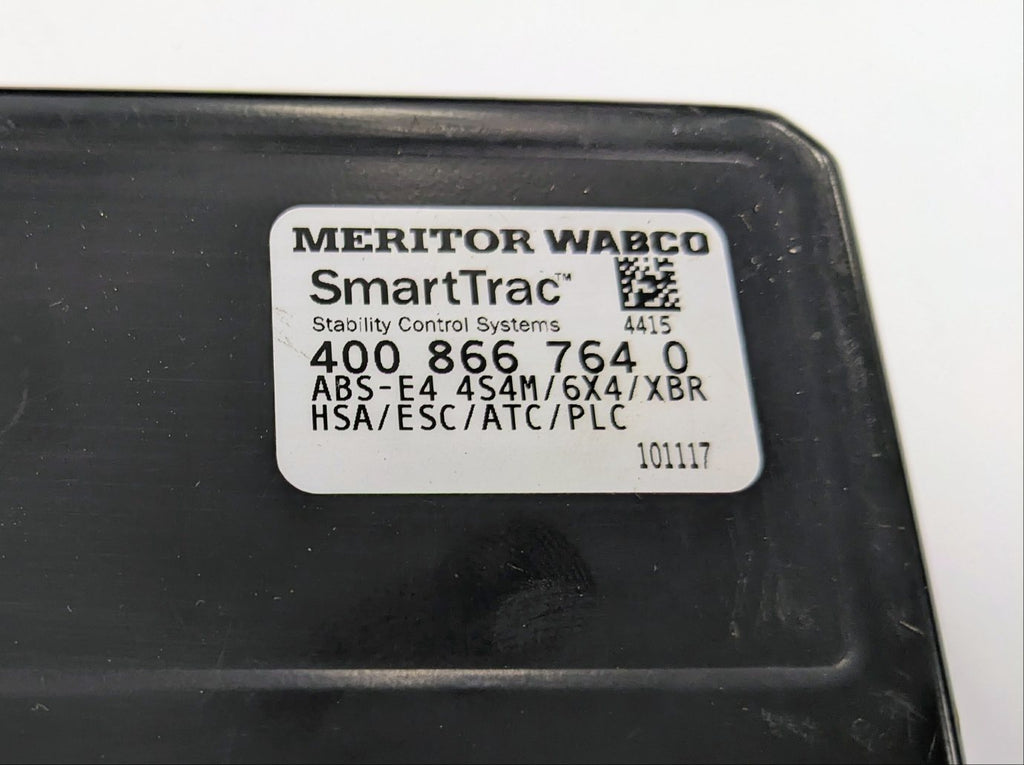 MERITOR WABCO
SmartTrac™
Stability Control Systems
4415
400 866 764 0
ABS-E4 4S4M/6X4/XBR
HSA/ESC/ATC/PLC
101117